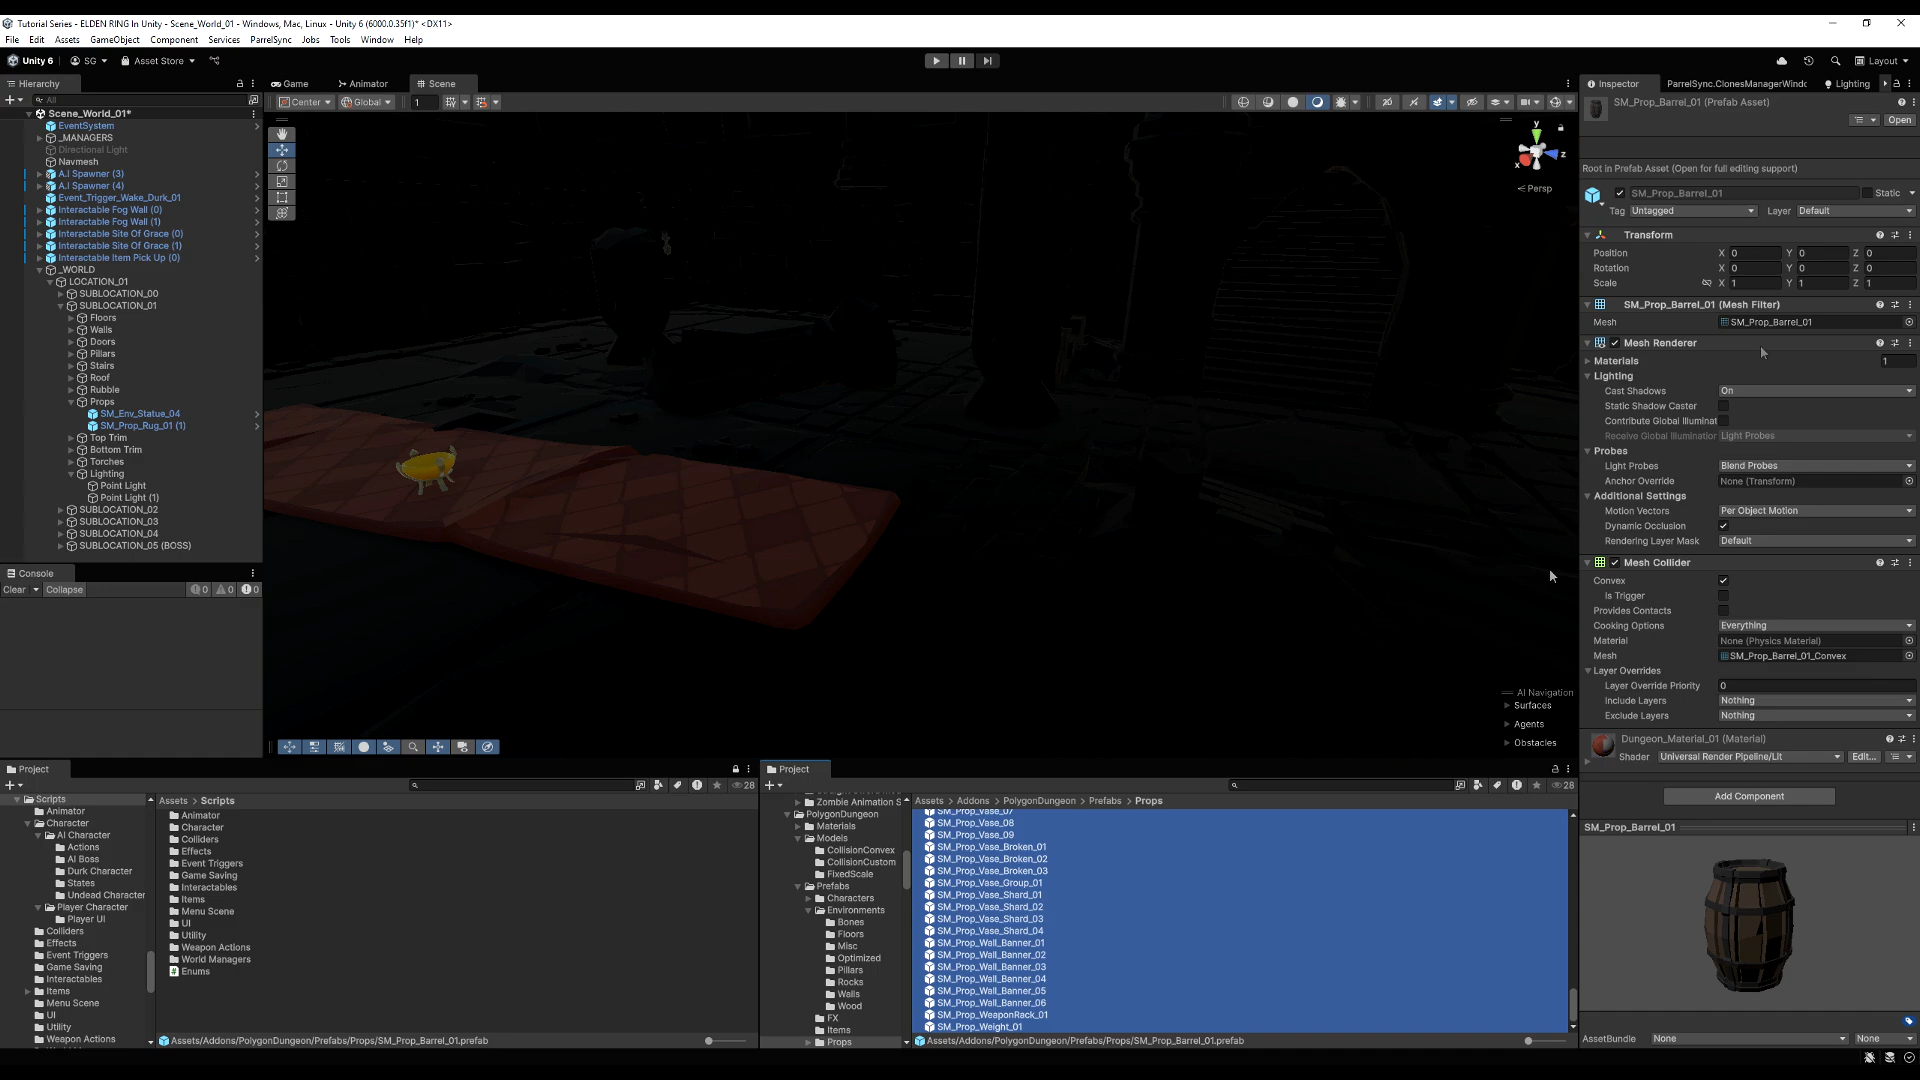 Tutorial Series - ELDEN RING In Unity - Scene_World_01 - Windows, Mac, Linux - Unity 6 (6000.0.35f1)* <DX11>
File Edit Assets GameObject Component Services ParrelSync Jobs Tools Window Help
Unity 6 SG Asset Store Layout
Hierarchy
All
Scene_World_01*
EventSystem
_MANAGERS
Directional Light
Navmesh
A.I Spawner (3)
A.I Spawner (4)
Event_Trigger_Wake_Durk_01
Interactable Fog Wall (0)
Interactable Fog Wall (1)
Interactable Site Of Grace (0)
Interactable Site Of Grace (1)
Interactable Item Pick Up (0)
_WORLD
LOCATION_01
SUBLOCATION_00
SUBLOCATION_01
Floors
Walls
Doors
Pillars
Stairs
Roof
Rubble
Props
SM_Env_Statue_04
SM_Prop_Rug_01 (1)
Top Trim
Bottom Trim
Torches
Lighting
Point Light
Point Light (1)
SUBLOCATION_02
SUBLOCATION_03
SUBLOCATION_04
SUBLOCATION_05 (BOSS)
Console
Clear Collapse 0 0 0
Game Animator Scene
Center Global 1
y
x
z
Persp
AI Navigation
Surfaces
Agents
Obstacles
Inspector ParrelSync.ClonesManagerWindc Lighting
SM_Prop_Barrel_01 (Prefab Asset)
Open
Root in Prefab Asset (Open for full editing support)
SM_Prop_Barrel_01 Static
Tag Untagged Layer Default
Transform
Position X 0 Y 0 Z 0
Rotation X 0 Y 0 Z 0
Scale X 1 Y 1 Z 1
SM_Prop_Barrel_01 (Mesh Filter)
Mesh SM_Prop_Barrel_01
Mesh Renderer
Materials 1
Lighting
Cast Shadows On
Static Shadow Caster
Contribute Global Illuminat
Receive Global Illumination Light Probes
Probes
Light Probes Blend Probes
Anchor Override None (Transform)
Additional Settings
Motion Vectors Per Object Motion
Dynamic Occlusion
Rendering Layer Mask Default
Mesh Collider
Convex
Is Trigger
Provides Contacts
Cooking Options Everything
Material None (Physics Material)
Mesh SM_Prop_Barrel_01_Convex
Layer Overrides
Layer Override Priority 0
Include Layers Nothing
Exclude Layers Nothing
Dungeon_Material_01 (Material)
Shader Universal Render Pipeline/Lit Edit...
Add Component
SM_Prop_Barrel_01
AssetBundle None None
Project
28
Scripts
Animator
Character
AI Character
Actions
AI Boss
Durk Character
States
Undead Character
Player Character
Player UI
Colliders
Effects
Event Triggers
Game Saving
Interactables
Items
Menu Scene
UI
Utility
Weapon Actions
Assets > Scripts
Animator
Character
Colliders
Effects
Event Triggers
Game Saving
Interactables
Items
Menu Scene
UI
Utility
Weapon Actions
World Managers
Enums
Assets/Addons/PolygonDungeon/Prefabs/Props/SM_Prop_Barrel_01.prefab
Project
28
Zombie Animation S
PolygonDungeon
Materials
Models
CollisionConvex
CollisionCustom
FixedScale
Prefabs
Characters
Environments
Bones
Floors
Misc
Optimized
Pillars
Rocks
Walls
Wood
FX
Items
Props
Assets > Addons > PolygonDungeon > Prefabs > Props
SM_Prop_Vase_07
SM_Prop_Vase_08
SM_Prop_Vase_09
SM_Prop_Vase_Broken_01
SM_Prop_Vase_Broken_02
SM_Prop_Vase_Broken_03
SM_Prop_Vase_Group_01
SM_Prop_Vase_Shard_01
SM_Prop_Vase_Shard_02
SM_Prop_Vase_Shard_03
SM_Prop_Vase_Shard_04
SM_Prop_Wall_Banner_01
SM_Prop_Wall_Banner_02
SM_Prop_Wall_Banner_03
SM_Prop_Wall_Banner_04
SM_Prop_Wall_Banner_05
SM_Prop_Wall_Banner_06
SM_Prop_WeaponRack_01
SM_Prop_Weight_01
Assets/Addons/PolygonDungeon/Prefabs/Props/SM_Prop_Barrel_01.prefab